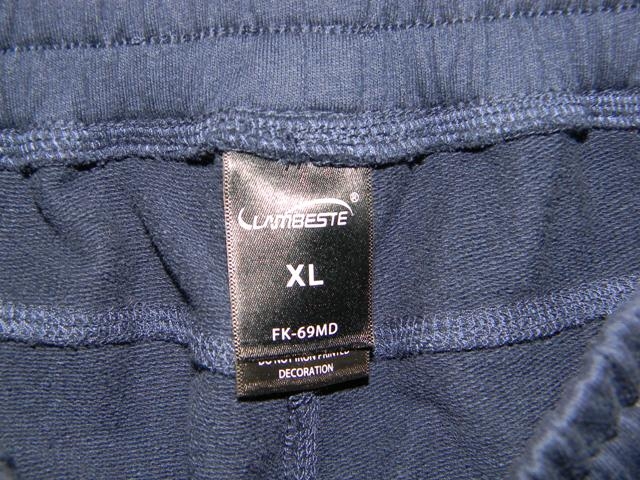 LAMBESTE®
XL
FK-69MD
DO NOT IRON PRINTED
DECORATION